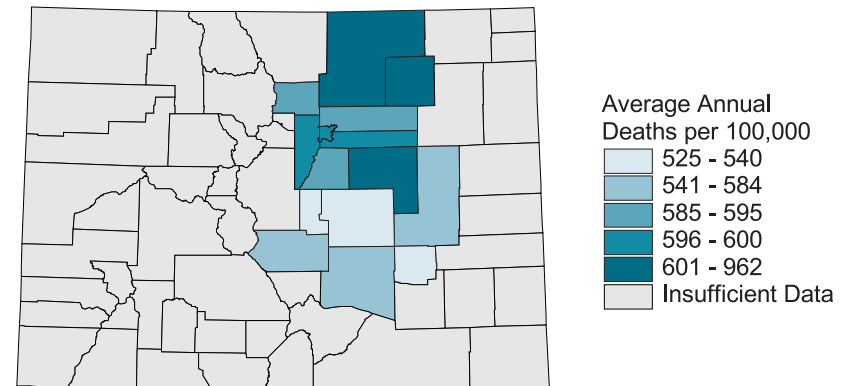 Average Annual
Deaths per 100,000
525 - 540
541 - 584
585 - 595
596 - 600
601 - 962
Insufficient Data